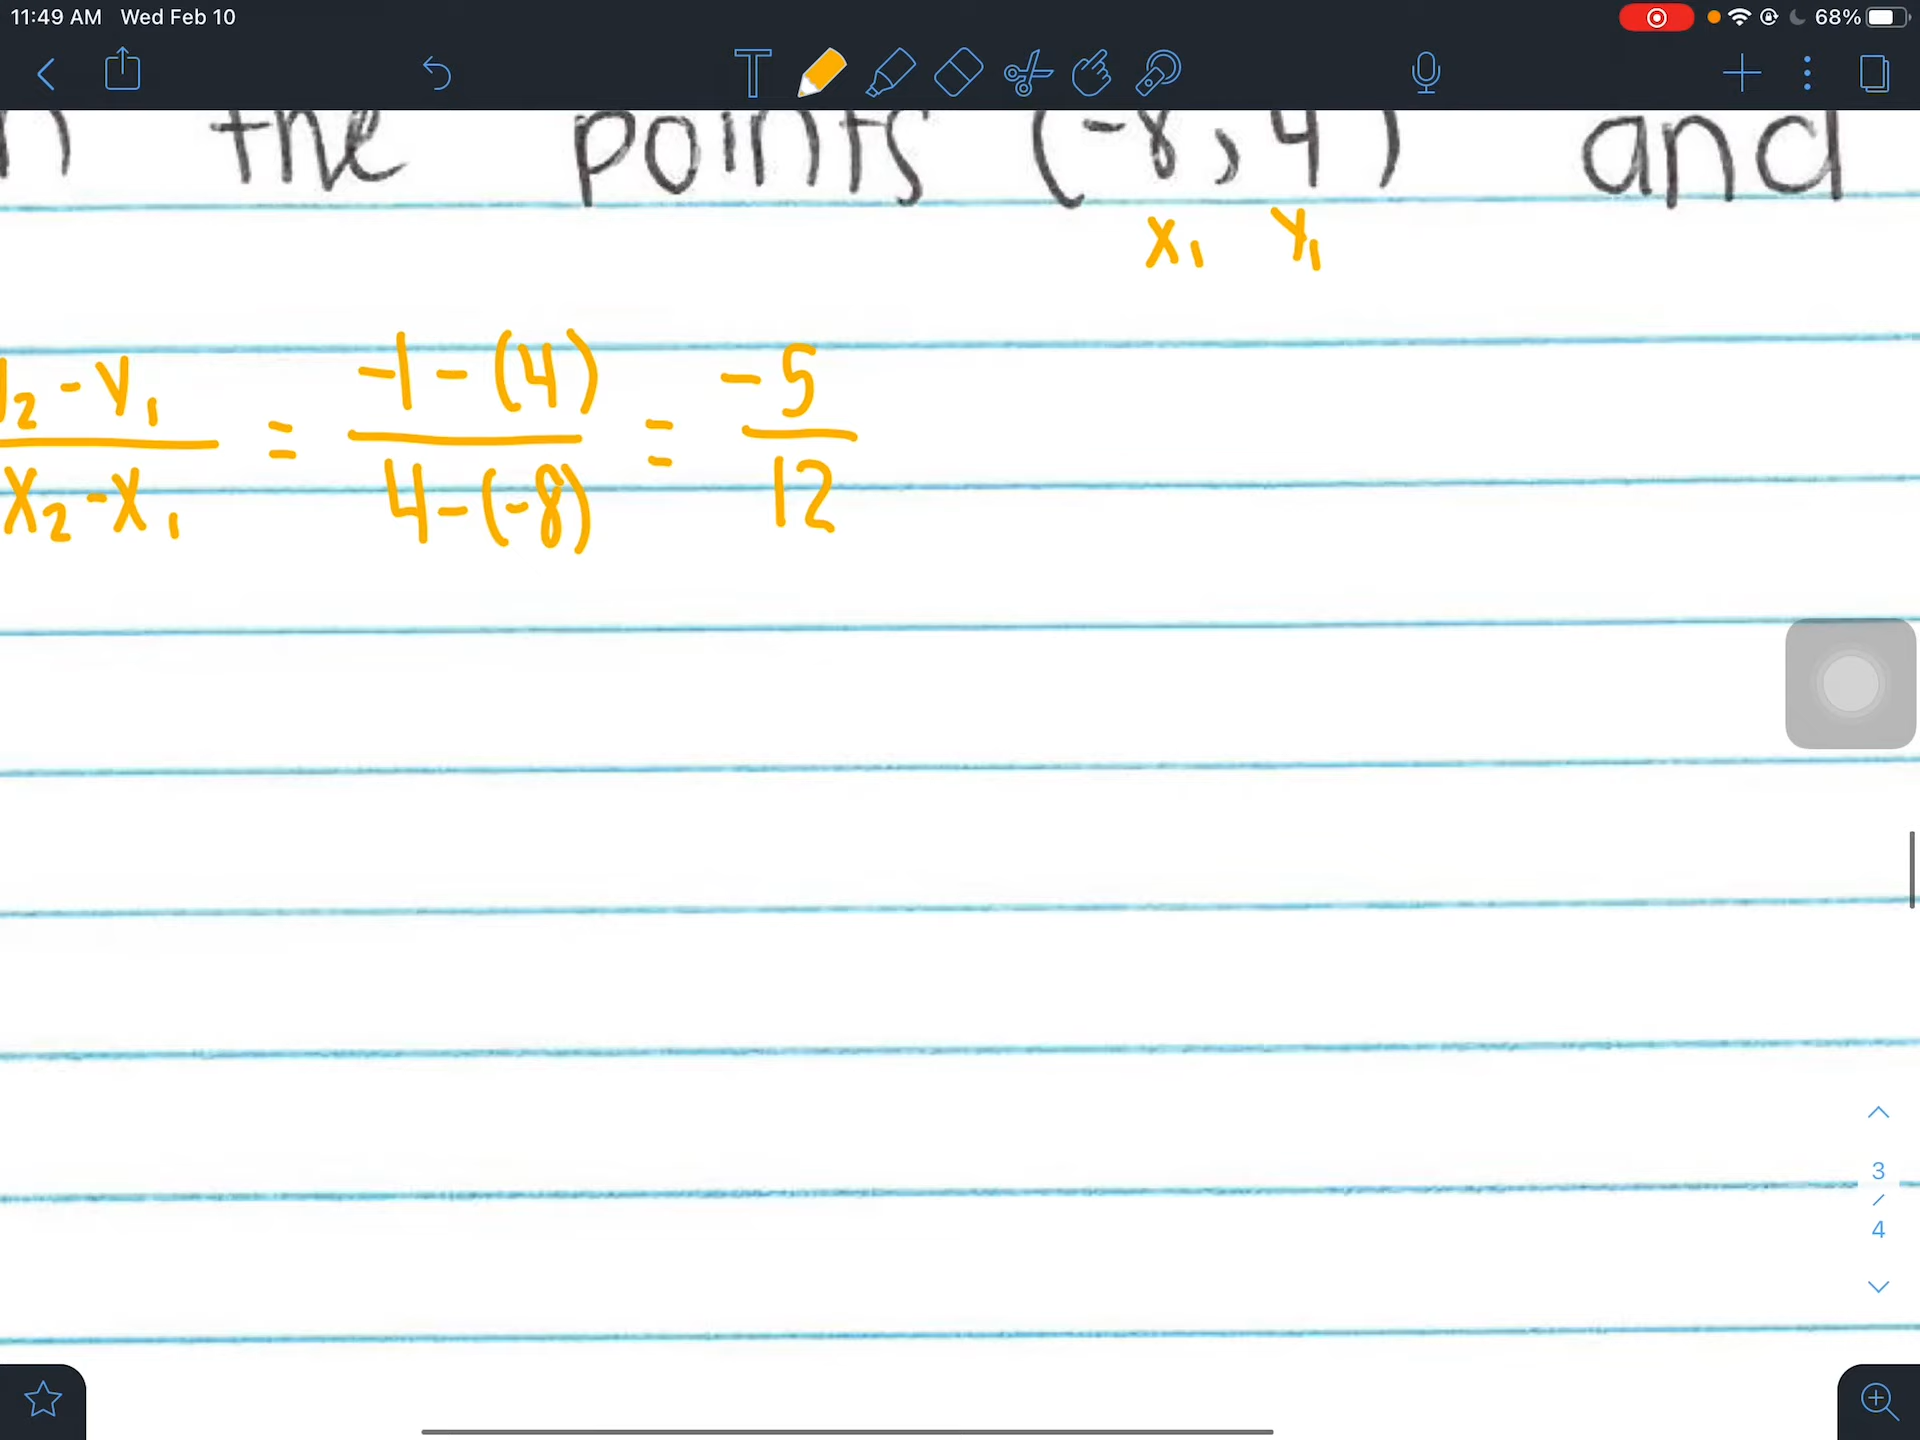 11:49 AM Wed Feb 10 68%
the points (-8, 4) and
x₁ y₁
y₂ - y₁ = -1 - (4) = -5
x₂ - x₁ 4 - (-8) 12
3
/
4